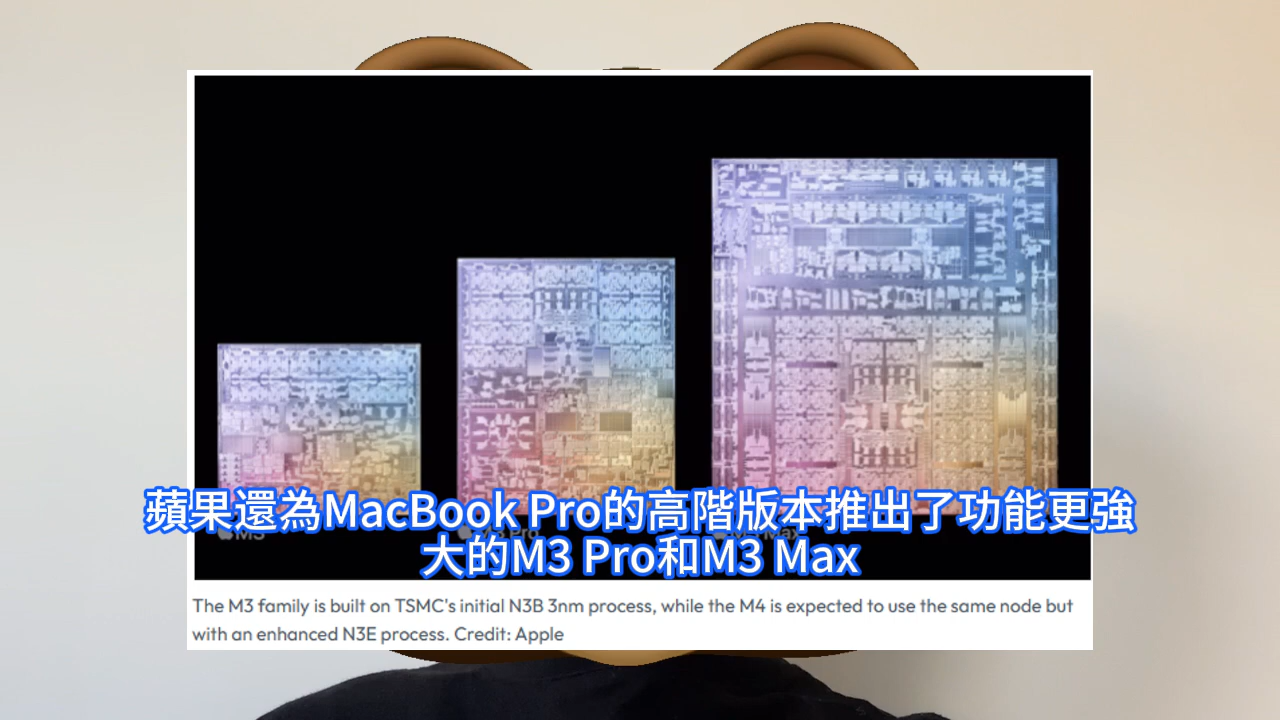 蘋果還為MacBook Pro的高階版本推出了功能更強
大的M3 Pro和M3 Max
The M3 family is built on TSMC's initial N3B 3nm process, while the M4 is expected to use the same node but
with an enhanced N3E process. Credit: Apple